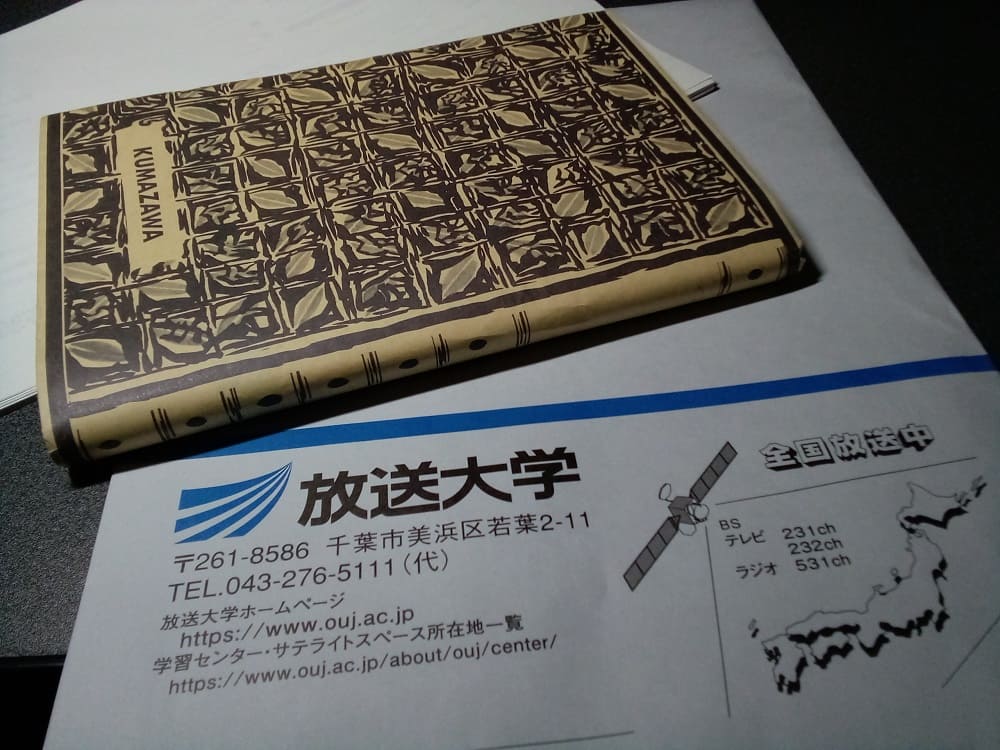 KUMAZAWA
放送大学
〒261-8586 千葉市美浜区若葉2-11
TEL.043-276-5111(代)
放送大学ホームページ
https://www.ouj.ac.jp
学習センター・サテライトスペース所在地一覧
https://www.ouj.ac.jp/about/ouj/center/
全国放送中
BS
テレビ 231ch
232ch
ラジオ 531ch